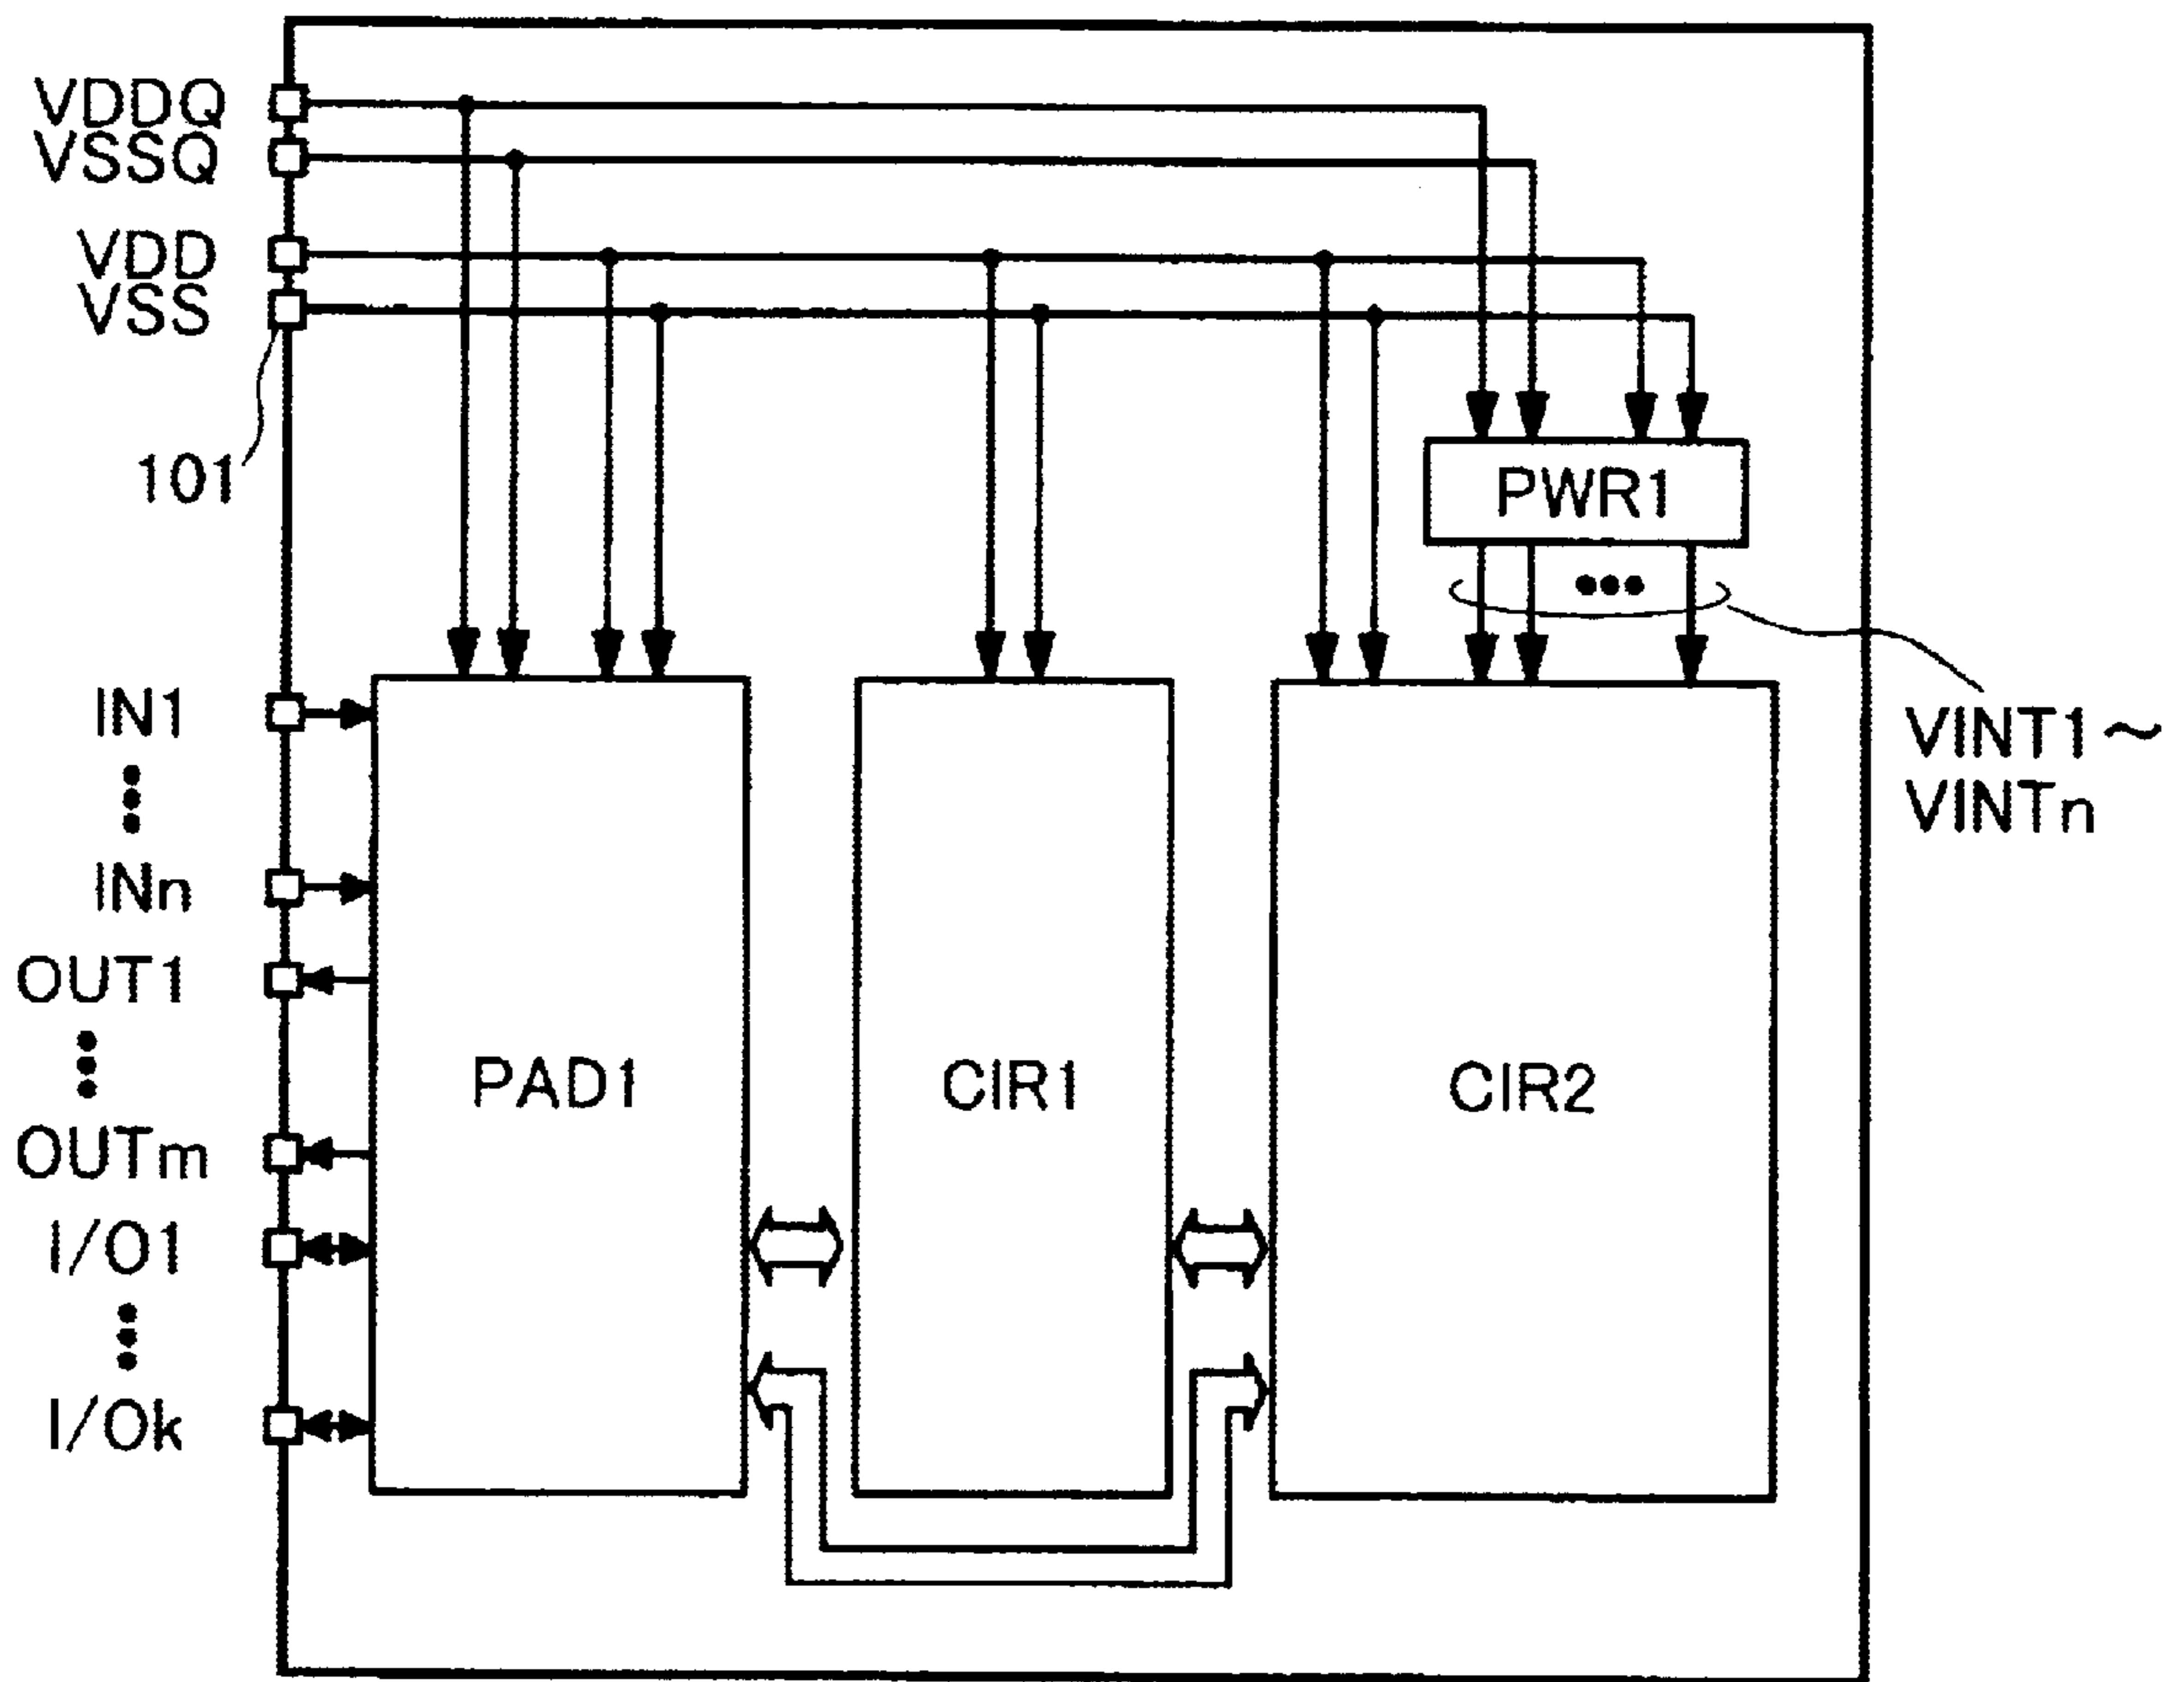 VDDQ
VSSQ
VDD
VSS
101
PWR1
IN1
VINT1~
VINTn
INn
OUT1
PAD1
CIR1
CIR2
OUTm
I/O1
I/Ok